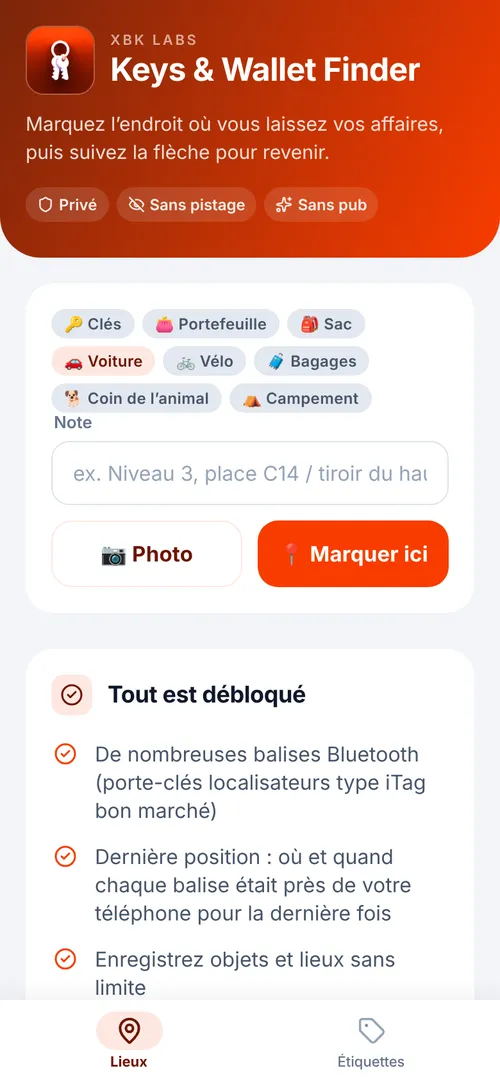 XBK LABS
Keys & Wallet Finder
Marquez l’endroit où vous laissez vos affaires,
puis suivez la flèche pour revenir.
Privé Sans pistage Sans pub
Clés Portefeuille Sac
Voiture Vélo Bagages
Coin de l’animal Campement
Note
ex. Niveau 3, place C14 / tiroir du hau
Photo Marquer ici
Tout est débloqué
De nombreuses balises Bluetooth
(porte-clés localisateurs type iTag
bon marché)
Dernière position : où et quand
chaque balise était près de votre
téléphone pour la dernière fois
Enregistrez objets et lieux sans
limite
Lieux Étiquettes